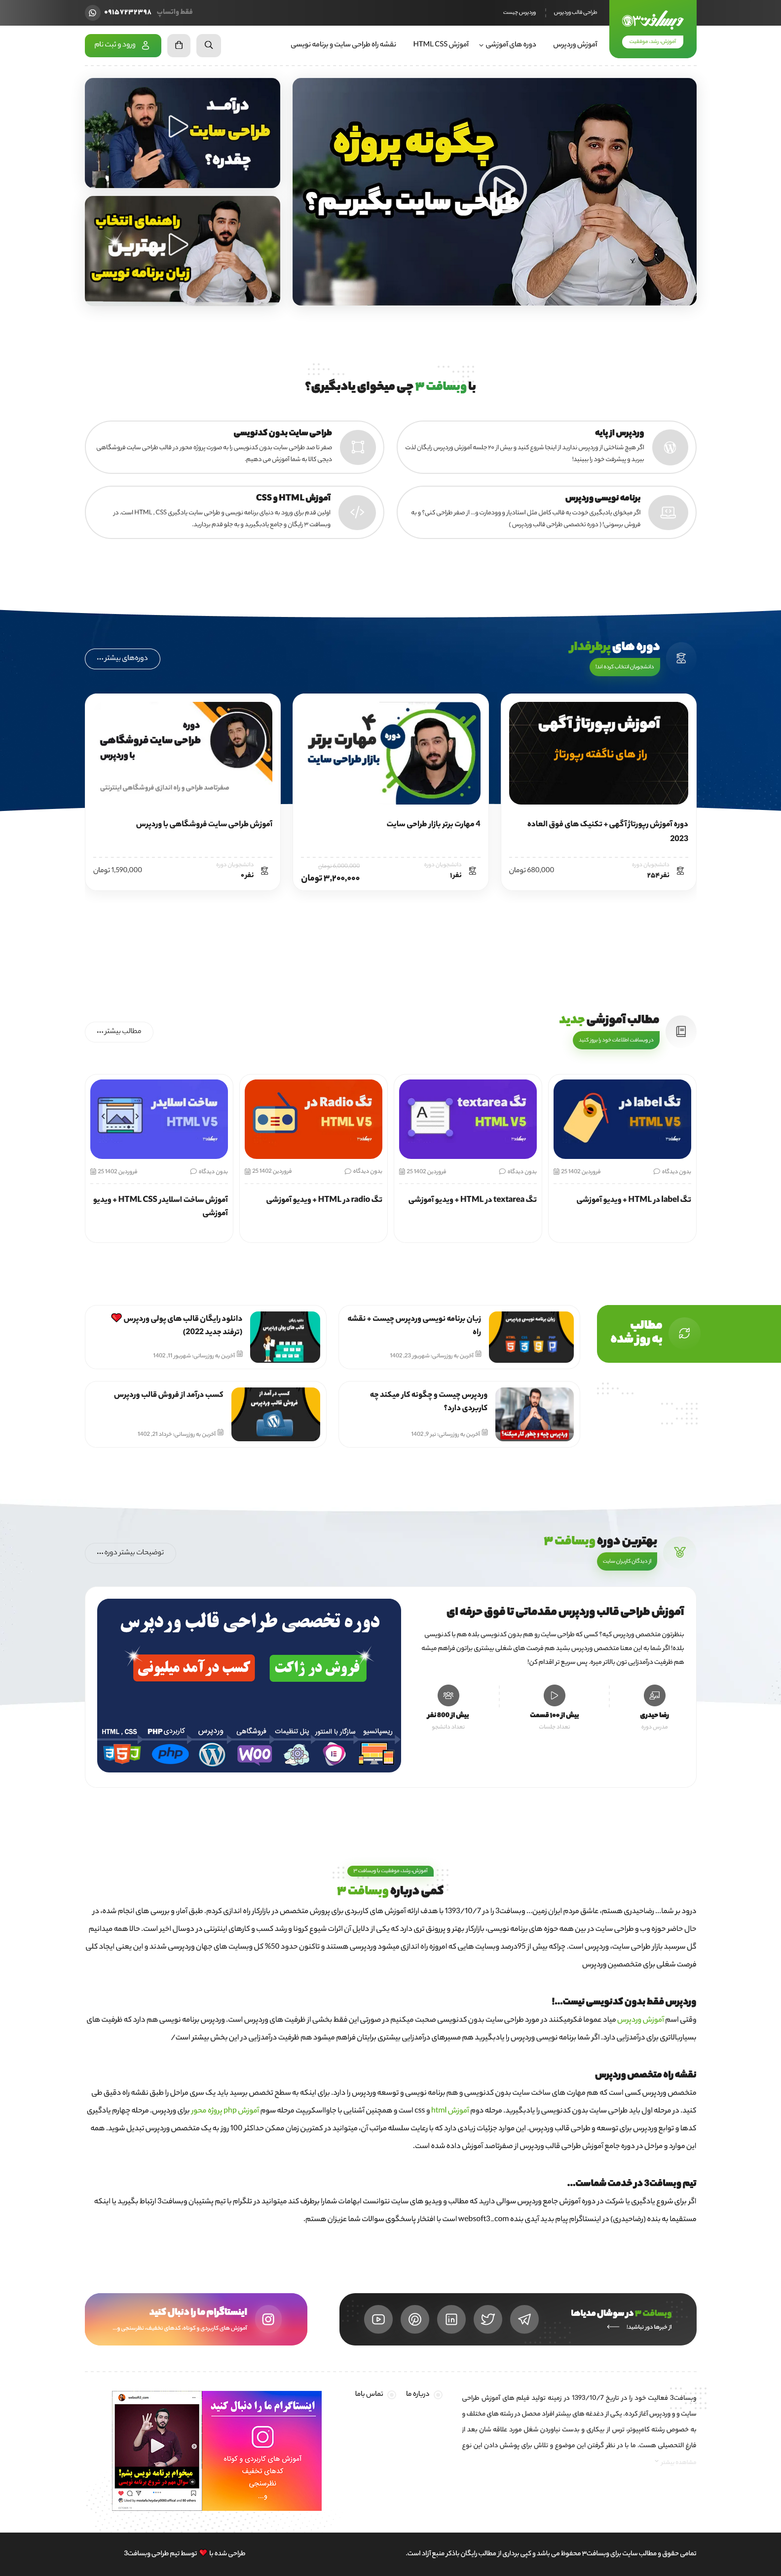 طراحی قالب وردپرس
وردپرس چیست
فقط واتساپ
۰۹۱۵۷۲۳۲۳۹۸
وبسافت۳
آموزش، رشد، موفقیت
آموزش وردپرس
دوره های آموزشی
آموزش HTML CSS
نقشه راه طراحی سایت و برنامه نویسی
ورود و ثبت نام
چگونه پروژه
طراحی سایت بگیریم؟
درآمـد
طراحی سایت
چقدره؟
راهنمای انتخاب
بهترین
زبان برنامه نویسی
با وبسافت ۳ چی میخوای یادبگیری؟
وردپرس از پایه
اگر هیچ شناختی از وردپرس ندارید از اینجا شروع کنید و بیش از ۲۰ جلسه آموزش وردپرس رایگان لذت
ببرید و پیشرفت خود را ببینید!
طراحی سایت بدون کدنویسی
صفر تا صد طراحی سایت بدون کدنویسی را به صورت پروژه محور در قالب طراحی سایت فروشگاهی
دیجی کالا به شما آموزش می دهیم.
برنامه نویسی وردپرس
اگر میخوای یادبگیری خودت یه قالب کامل مثل استادیار و وودمارت و... از صفر طراحی کنی؟ و به
فروش برسونی! ( دوره تخصصی طراحی قالب وردپرس )
آموزش HTML و CSS
اولین قدم برای ورود به دنیای برنامه نویسی و طراحی سایت یادگیری HTML , CSS است. در
وبسافت ۳ رایگان و جامع یادبگیرید و به جلو قدم بردارید.
دوره های پرطرفدار
دانشجویان انتخاب کرده اند!
دوره‌های بیشتر
آموزش رپورتاژ آگهی
راز های ناگفته رپورتاژ
دوره آموزش رپورتاژ آگهی + تکنیک های فوق العاده
2023
دانشجویان دوره
۲۵۴ نفر
680,000 تومان
۴
مهارت برتر
دوره
بازار طراحی سایت
4 مهارت برتر بازار طراحی سایت
دانشجویان دوره
۱ نفر
۳,۲۰۰,۰۰۰ تومان
دوره
طراحی سایت فروشگاهی
با وردپرس
صفرتاصد طراحی و راه اندازی فروشگاهی اینترنتی
آموزش طراحی سایت فروشگاهی با وردپرس
دانشجویان دوره
۰ نفر
1,590,000 تومان
مطالب آموزشی جدید
در وبسافت اطلاعات خود را بروز کنید
مطالب بیشتر
تگ label در
HTML V5
بدون دیدگاه
25 فروردین 1402
تگ label در HTML + ویدیو آموزشی
تگ textarea
HTML V5
بدون دیدگاه
25 فروردین 1402
تگ textarea در HTML + ویدیو آموزشی
تگ Radio در
HTML V5
بدون دیدگاه
25 فروردین 1402
تگ radio در HTML + ویدیو آموزشی
ساخت اسلایدر
HTML V5
بدون دیدگاه
25 فروردین 1402
آموزش ساخت اسلایدر HTML CSS + ویدیو
آموزشی
مطالب
به روز شده
برنامه نویسی وردپرس
زبان برنامه نویسی وردپرس چیست + نقشه
راه
آخرین به روزرسانی: شهریور 23, 1402
قالب های پولی وردپرس
دانلود رایگان قالب های پولی وردپرس ❤️
(ترفند جدید 2022)
آخرین به روزرسانی: شهریور 11, 1402
وردپرس چیه و چطور کار میکنه؟
وردپرس چیست و چگونه کار میکند چه
کاربردی دارد؟
آخرین به روزرسانی: تیر 9, 1402
کسب درآمد از
فروش قالب وردپرس
کسب درآمد از فروش قالب وردپرس
آخرین به روزرسانی: خرداد 21, 1402
بهترین دوره وبسافت ۳
از دیدگان کاربران سایت
توضیحات بیشتر دوره
آموزش طراحی قالب وردپرس مقدماتی تا فوق حرفه ای
بنظرتون متخصص وردپرس کیه؟ کسی که طراحی سایت رو هم بدون کدنویسی بلده هم با کدنویسی
بلده! اگر شما به این معنا متخصص وردپرس بشید هم فرصت های شغلی بیشتری براتون فراهم میشه
هم ظرفیت درآمدزایی تون بالاتر میره. پس سریع تر اقدام کن!
رضا حیدری
مدرس دوره
بیش از ۱۰۰ قسمت
تعداد جلسات
بیش از 800 نفر
تعداد دانشجو
دوره تخصصی طراحی قالب وردپرس
فروش در ژاکت
کسب درآمد میلیونی
ریسپانسیو
سازگار با المنتور
پنل تنظیمات
فروشگاهی
وردپرس
کاربردی PHP
HTML , CSS
آموزش، رشد، موفقیت با وبسافت ۳
کمی درباره وبسافت ۳
درود بر شما... رضاحیدری هستم، عاشق مردم ایران زمین... وبسافت3 را در 1393/10/7 با هدف ارائه آموزش های کاربردی برای پرورش متخصص در بازارکار راه اندازی کردم. طبق آمار، و بررسی های انجام شده، در
حال حاضر حوزه وب و طراحی سایت در بین همه حوزه های برنامه نویسی، بازارکار بهتر و پررونق تری دارد که یکی از دلایل آن اثرات شیوع کرونا و رشد کسب و کارهای اینترنتی در دوسال اخیر است. حالا همه میدانیم
گل سرسبد بازار طراحی سایت، وردپرس است. چراکه بیش از 95درصد وبسایت هایی که امروزه راه اندازی میشود وردپرسی هستند و تاکنون حدود 50% کل وبسایت های جهان وردپرسی شدند و این یعنی ایجاد کلی
فرصت شغلی برای متخصصین وردپرس
وردپرس فقط بدون کدنویسی نیست...!
وقتی اسم آموزش وردپرس میاد عموما فکرمیکنند در مورد طراحی سایت بدون کدنویسی صحبت میکنیم در صورتی این فقط بخشی از ظرفیت های وردپرس است. وردپرس برنامه نویسی هم دارد که ظرفیت های
بسیاربالاتری برای درآمدزایی دارد. اگر شما برنامه نویسی وردپرس را یادبگیرید هم مسیرهای درآمدزایی بیشتری برایتان فراهم میشود هم ظرفیت درآمدزایی در این بخش بیشتر است/
نقشه راه متخصص وردپرس
متخصص وردپرس کسی است که هم مهارت های ساخت سایت بدون کدنویسی و هم برنامه نویسی و توسعه وردپرس را دارد. برای اینکه به سطح تخصص برسید باید یک سری مراحل را طبق نقشه راه دقیق طی
کنید. در مرحله اول باید طراحی سایت بدون کدنویسی را یادبگیرید. مرحله دوم آموزش html و css است و همچنین آشنایی با جاوااسکریپت مرحله سوم آموزش php پروژه محور برای وردپرس. مرحله چهارم یادگیری
کدها و توابع وردپرس برای توسعه و طراحی قالب وردپرس. این موارد جزئیات زیادی دارد که با رعایت سلسله مراتب آن، میتوانید در کمترین زمان ممکن حداکثر 100 روز به یک متخصص وردپرس تبدیل شوید. همه
این موارد و مراحل در دوره جامع آموزش طراحی قالب وردپرس از صفرتاصد آموزش داده شده است.
تیم وبسافت3 در خدمت شماست...
اگر برای شروع یادگیری یا شرکت در دوره آموزش جامع وردپرس سوالی دارید که مطالب و ویدیو های سایت نتوانست ابهامات شما را برطرف کند میتوانید در تلگرام با تیم پشتیبان وبسافت3 ارتباط بگیرید یا اینکه
مستقیما به بنده (رضاحیدری) در اینستاگرام پیام بدید آیدی بنده websoft3_com است با افتخار پاسخگوی سوالات شما عزیزان هستم.
وبسافت ۳ در سوشال مدیاها
از خبرها دور نباشید!
اینستاگرام ما را دنبال کنید
آموزش های کاربردی و کوتاه، کدهای تخفیف، نظرسنجی و...
وبسافت3 فعالیت خود را در تاریخ 1393/10/7 در زمینه تولید فیلم های آموزش طراحی
سایت و و وردپرس آغاز کرده. یکی از دغدغه های بیشتر افراد محصل در رشته های مختلف و
به خصوص رشته کامپیوتر، ترس از بیکاری و بدست نیاوردن شغل مورد علاقه شان بعد از
فارغ التحصیلی هست. ما با در نظر گرفتن این موضوع و تلاش برای پوشش دادن این نوع
مشاهده بیشتر
درباره ما
تماس باما
اینستاگرام ما را دنبال کنید
آموزش های کاربردی و کوتاه
کدهای تخفیف
نظرسنجی
و...
websoft3_com
میخوام برنامه نویس بشم!
تمامی حقوق و مطالب سایت برای وبسافت۳ محفوظ می باشد و کپی برداری از مطالب رایگان باذکر منبع آزاد است.
طراحی شده با ❤️ توسط تیم طراحی وبسافت3